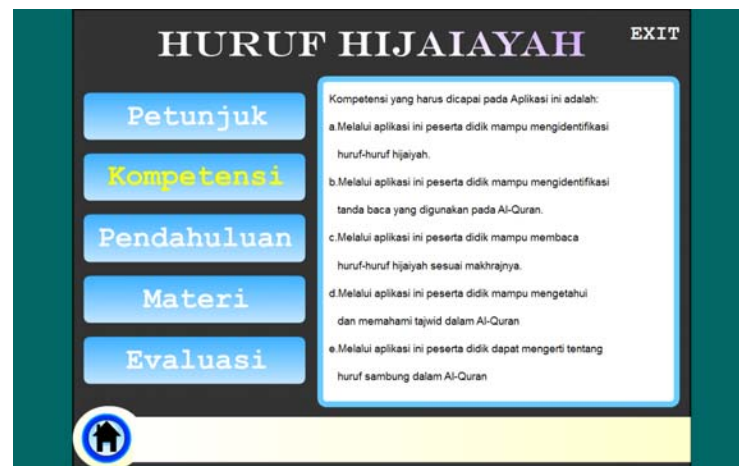 HURUF HIJAIAYAH
EXIT
Petunjuk
Kompetensi
Pendahuluan
Materi
Evaluasi
Kompetensi yang harus dicapai pada Aplikasi ini adalah:
a.Melalui aplikasi ini peserta didik mampu mengidentifikasi
huruf-huruf hijaiyah.
b.Melalui aplikasi ini peserta didik mampu mengidentifikasi
tanda baca yang digunakan pada Al-Quran.
c.Melalui aplikasi ini peserta didik mampu membaca
huruf-huruf hijaiyah sesuai makhrajnya.
d.Melalui aplikasi ini peserta didik mampu mengetahui
dan memahami tajwid dalam Al-Quran
e.Melalui aplikasi ini peserta didik dapat mengerti tentang
huruf sambung dalam Al-Quran